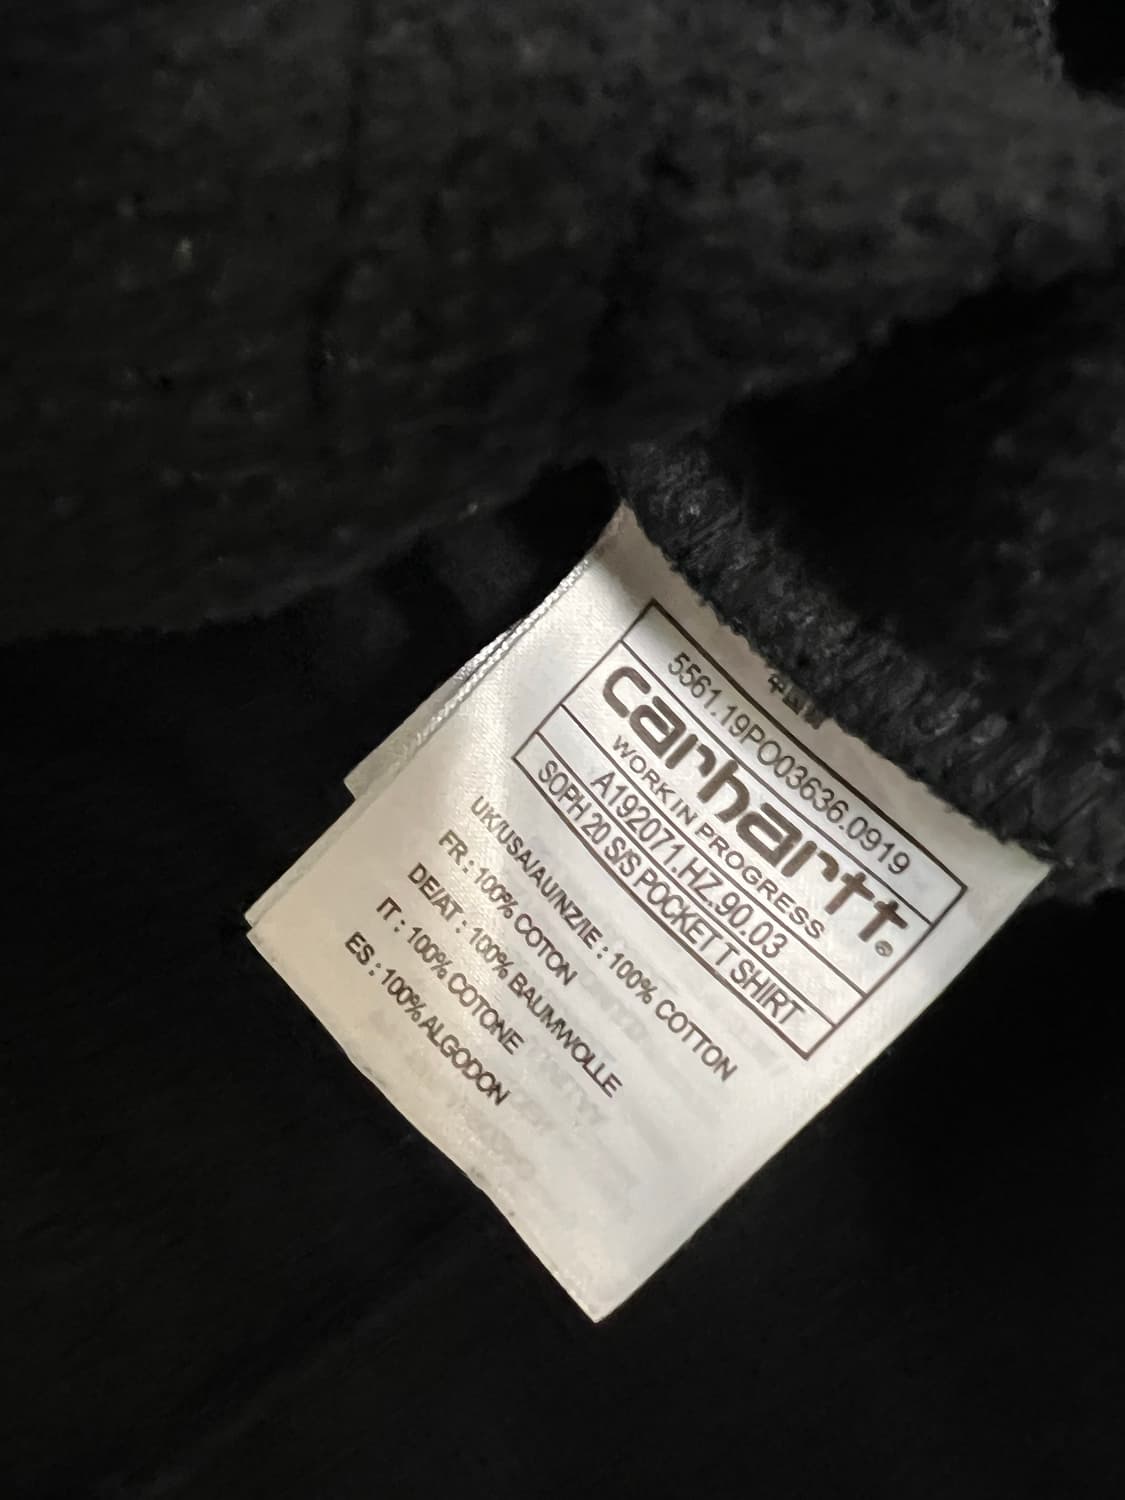 5561.19PO03636.0919
carhartt®
WORK IN PROGRESS
A192071.HZ.90.03
SOPH 20 S/S POCKET T SHIRT
UK/USA/AU/NZ/IE : 100% COTTON
FR : 100% COTON
DE/AT : 100% BAUMWOLLE
IT : 100% COTONE
ES : 100% ALGODON